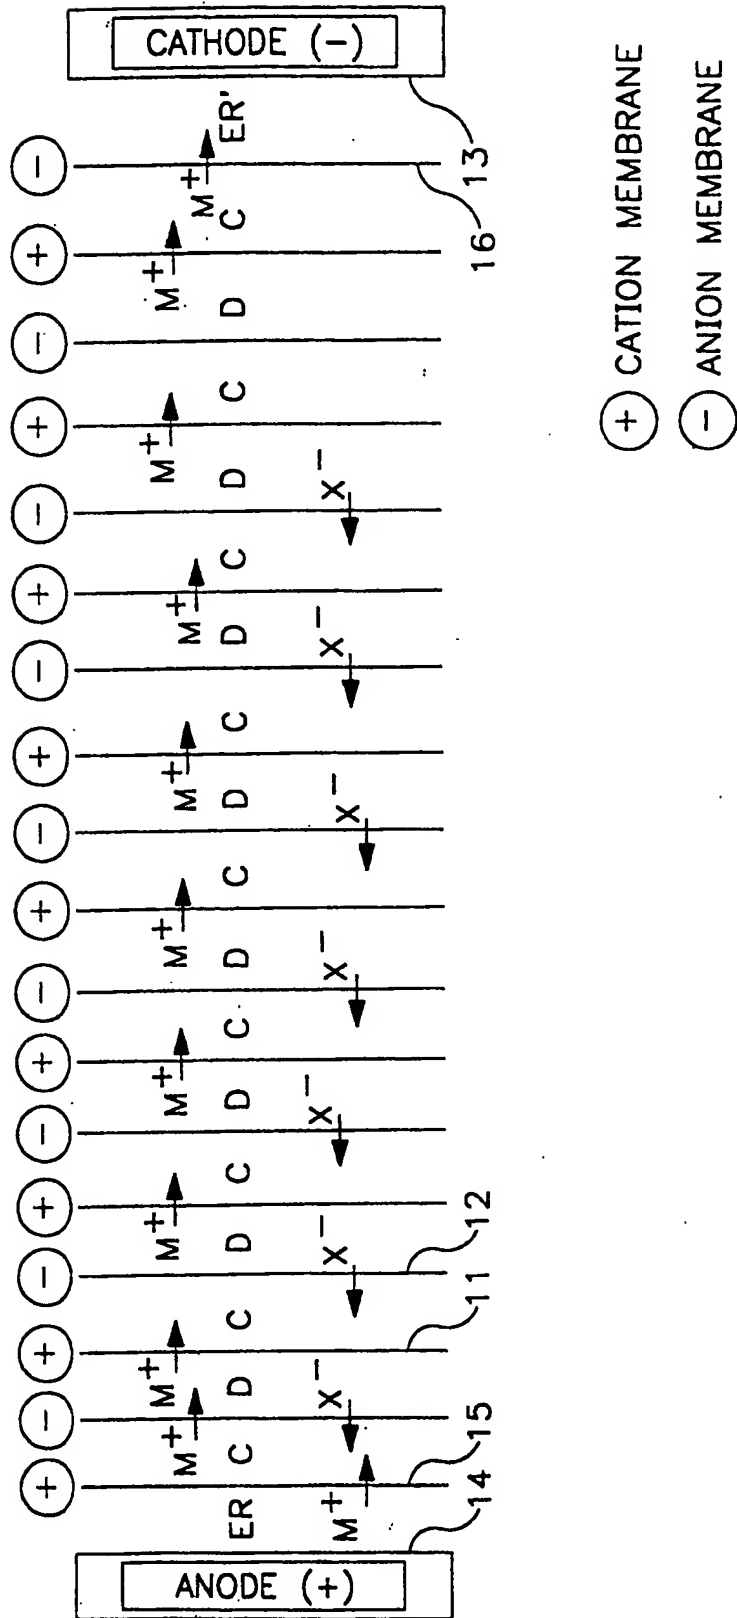 + − + − + − + − + − + − + − + − + −
ANODE (+)
CATHODE (−)
M⁺ M⁺ M⁺ M⁺ M⁺ M⁺ M⁺ M⁺ M⁺ M⁺
ER C D C D C D C D C D C D C D C D C ER'
M⁺ X⁻ X⁻ X⁻ X⁻ X⁻ X⁻ X⁻
14 15 11 12 16 13
+ CATION MEMBRANE
− ANION MEMBRANE